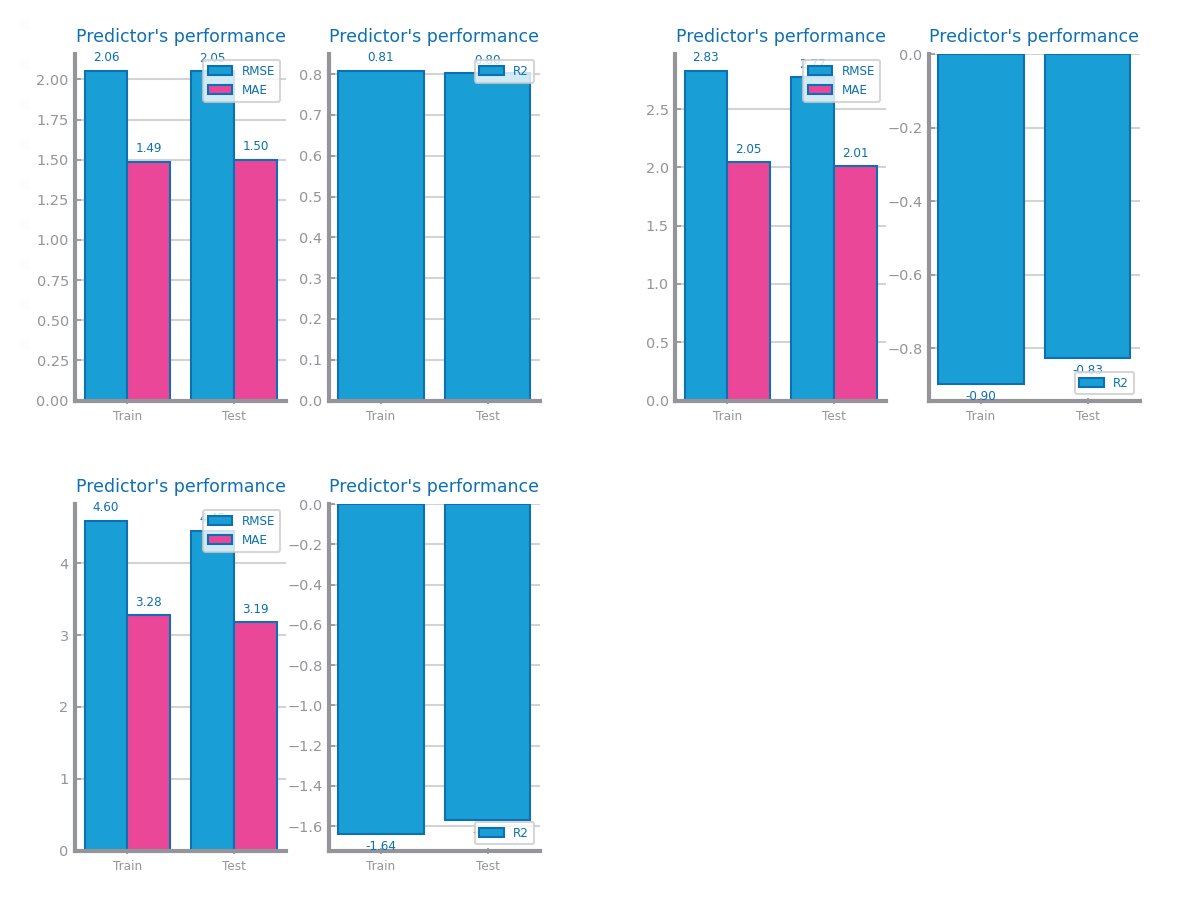 Predictor's performance
2.06
2.05
RMSE
MAE
1.49
1.50
2.00
1.75
1.50
1.25
1.00
0.75
0.50
0.25
0.00
Train
Test
Predictor's performance
0.81
0.80
R2
0.8
0.7
0.6
0.5
0.4
0.3
0.2
0.1
0.0
Train
Test
Predictor's performance
2.83
RMSE
MAE
2.05
2.01
2.5
2.0
1.5
1.0
0.5
0.0
Train
Test
Predictor's performance
0.0
−0.2
−0.4
−0.6
−0.8
-0.83
R2
-0.90
Train
Test
Predictor's performance
4.60
RMSE
MAE
3.28
3.19
4
3
2
1
0
Train
Test
Predictor's performance
0.0
−0.2
−0.4
−0.6
−0.8
−1.0
−1.2
−1.4
−1.6
R2
-1.64
Train
Test